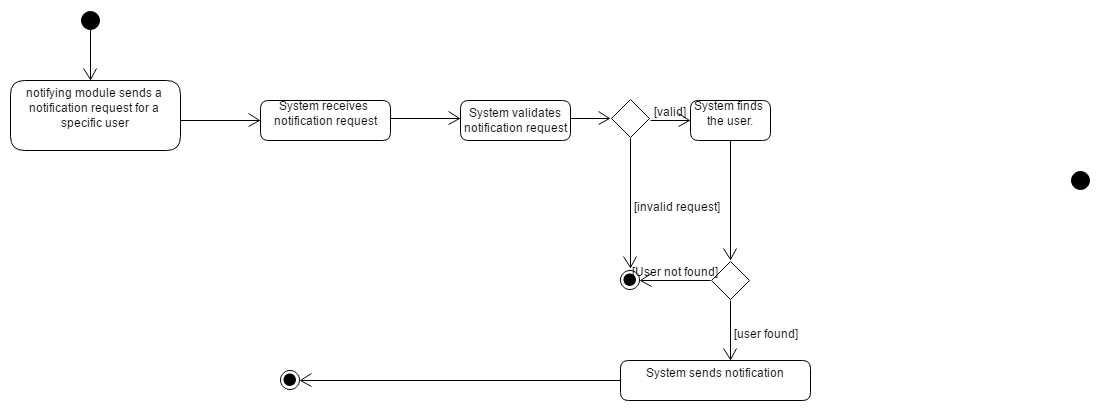 notifying module sends a
notification request for a
specific user
System receives
notification request
System validates
notification request
[valid]
System finds
the user.
[invalid request]
[User not found]
[user found]
System sends notification